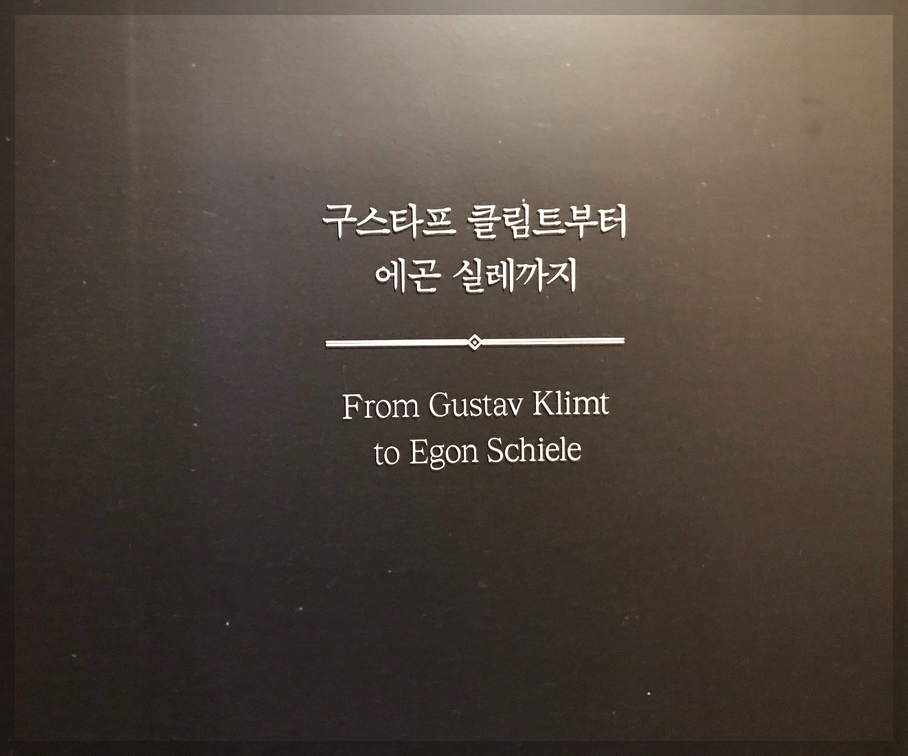 구스타프 클림트부터
에곤 실레까지
From Gustav Klimt
to Egon Schiele